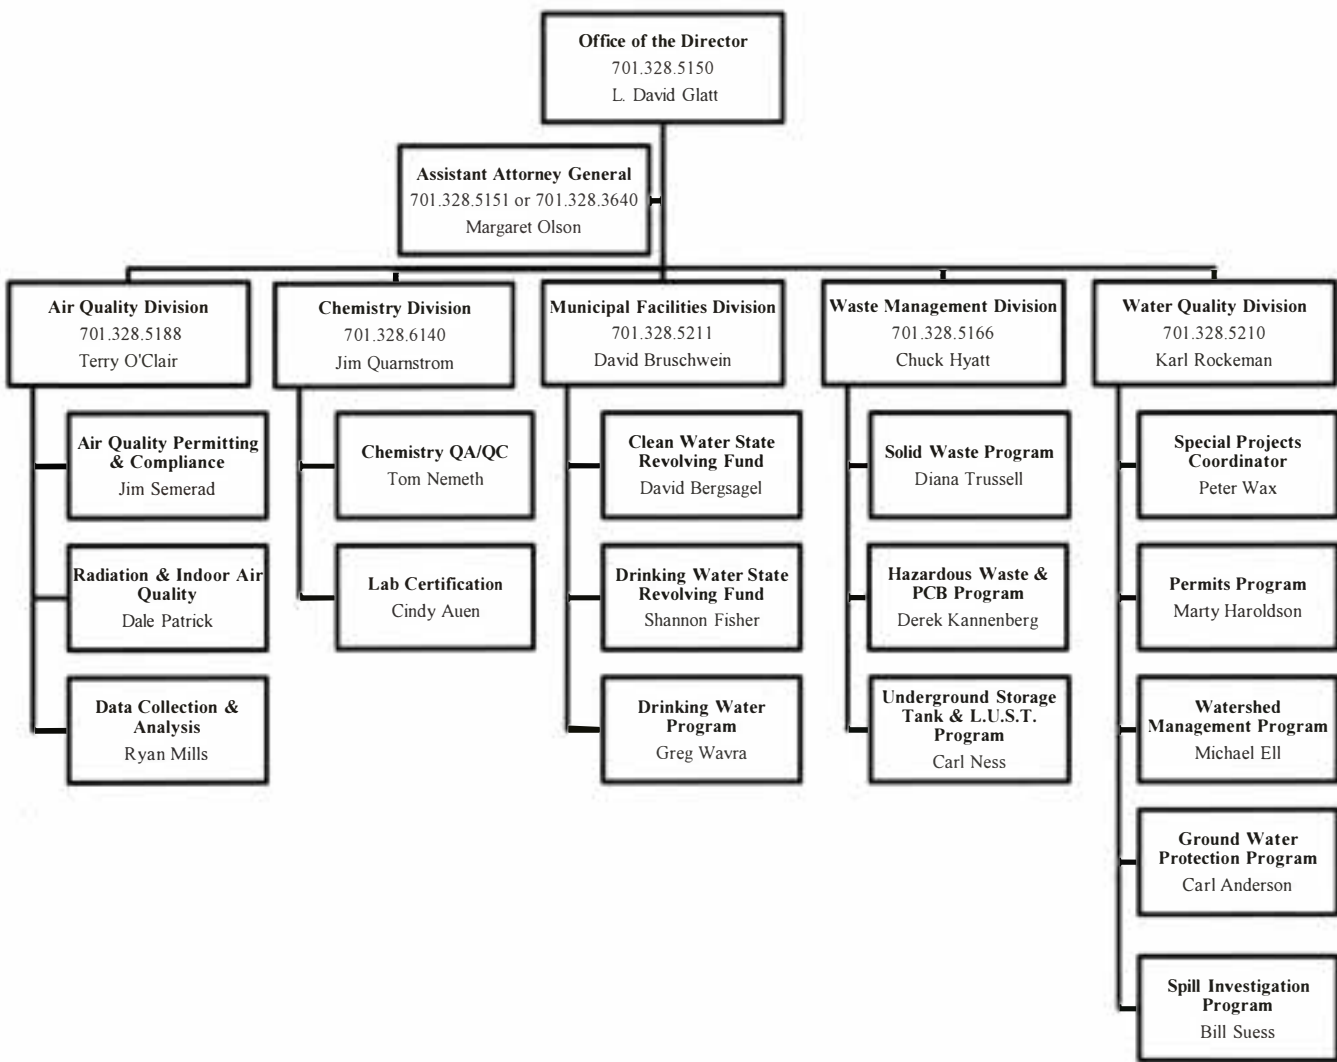 Office of the Director
701.328.5150
L. David Glatt
Assistant Attorney General
701.328.5151 or 701.328.3640
Margaret Olson
Air Quality Division
701.328.5188
Terry O'Clair
Chemistry Division
701.328.6140
Jim Quarnstrom
Municipal Facilities Division
701.328.5211
David Bruschwein
Waste Management Division
701.328.5166
Chuck Hyatt
Water Quality Division
701.328.5210
Karl Rockeman
Air Quality Permitting
& Compliance
Jim Semerad
Radiation & Indoor Air
Quality
Dale Patrick
Data Collection &
Analysis
Ryan Mills
Chemistry QA/QC
Tom Nemeth
Lab Certification
Cindy Auen
Clean Water State
Revolving Fund
David Bergsagel
Drinking Water State
Revolving Fund
Shannon Fisher
Drinking Water
Program
Greg Wavra
Solid Waste Program
Diana Trussell
Hazardous Waste &
PCB Program
Derek Kannenberg
Underground Storage
Tank & L.U.S.T.
Program
Carl Ness
Special Projects
Coordinator
Peter Wax
Permits Program
Marty Haroldson
Watershed
Management Program
Michael Ell
Ground Water
Protection Program
Carl Anderson
Spill Investigation
Program
Bill Suess